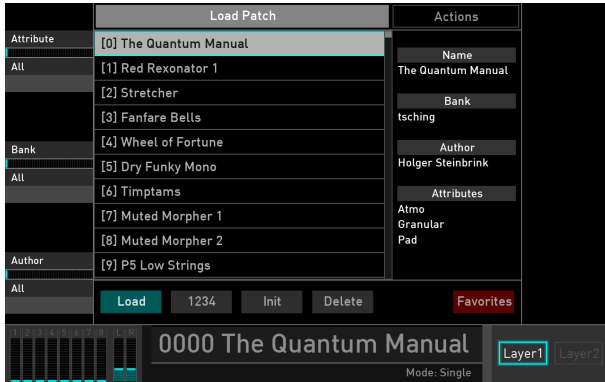 Load Patch
Actions
Attribute
All
Bank
All
Author
All
[0] The Quantum Manual
[1] Red Rexonator 1
[2] Stretcher
[3] Fanfare Bells
[4] Wheel of Fortune
[5] Dry Funky Mono
[6] Timptams
[7] Muted Morpher 1
[8] Muted Morpher 2
[9] P5 Low Strings
Name
The Quantum Manual
Bank
tsching
Author
Holger Steinbrink
Attributes
Atmo
Granular
Pad
Load 1234 Init Delete Favorites
1 2 3 4 5 6 7 8 L R
0000 The Quantum Manual
Mode: Single
Layer1 Layer2